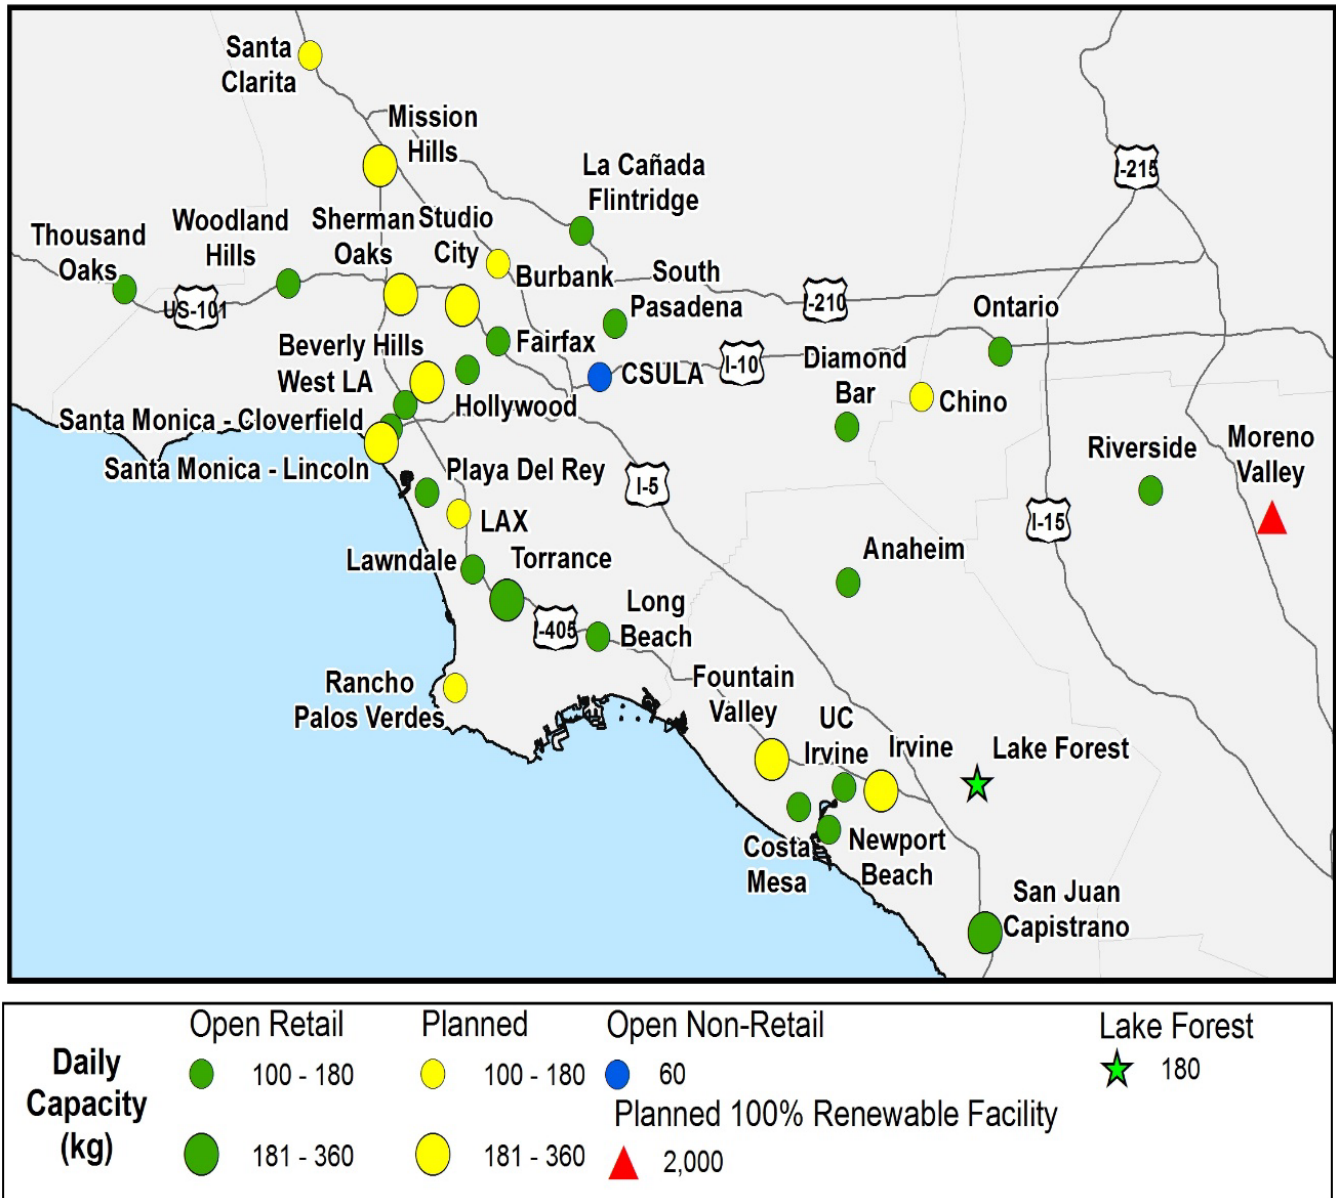 Santa
Clarita
Mission
Hills
La Cañada
Flintridge
I-215
Thousand
Oaks
Woodland
Hills
Sherman
Oaks
Studio
City
Burbank
South
Pasadena
US-101
I-210
Ontario
Beverly Hills
West LA
Fairfax
CSULA
I-10
Diamond
Bar
Chino
Hollywood
Santa Monica - Cloverfield
Santa Monica - Lincoln
Playa Del Rey
I-5
Riverside
Moreno
Valley
LAX
I-15
Lawndale
Torrance
Anaheim
I-405
Long
Beach
Rancho
Palos Verdes
Fountain
Valley
UC
Irvine
Irvine
Lake Forest
Costa
Mesa
Newport
Beach
San Juan
Capistrano
Daily
Capacity
(kg)
Open Retail
100 - 180
181 - 360
Planned
100 - 180
181 - 360
Open Non-Retail
60
Planned 100% Renewable Facility
2,000
Lake Forest
180